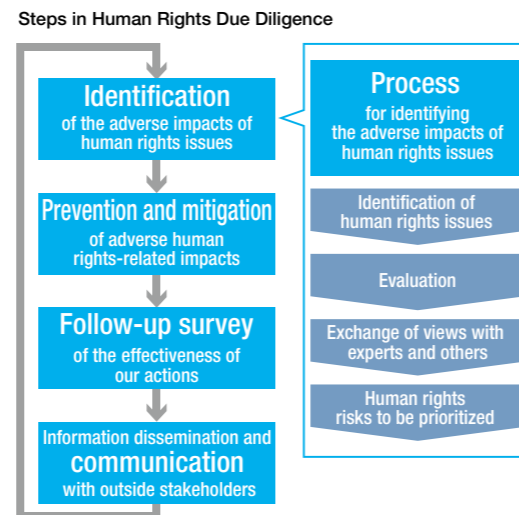 Steps in Human Rights Due Diligence
Identification
of the adverse impacts of
human rights issues
Prevention and mitigation
of adverse human
rights-related impacts
Follow-up survey
of the effectiveness of
our actions
Information dissemination and
communication
with outside stakeholders
Process
for identifying
the adverse impacts of
human rights issues
Identification of
human rights issues
Evaluation
Exchange of views with
experts and others
Human rights
risks to be prioritized